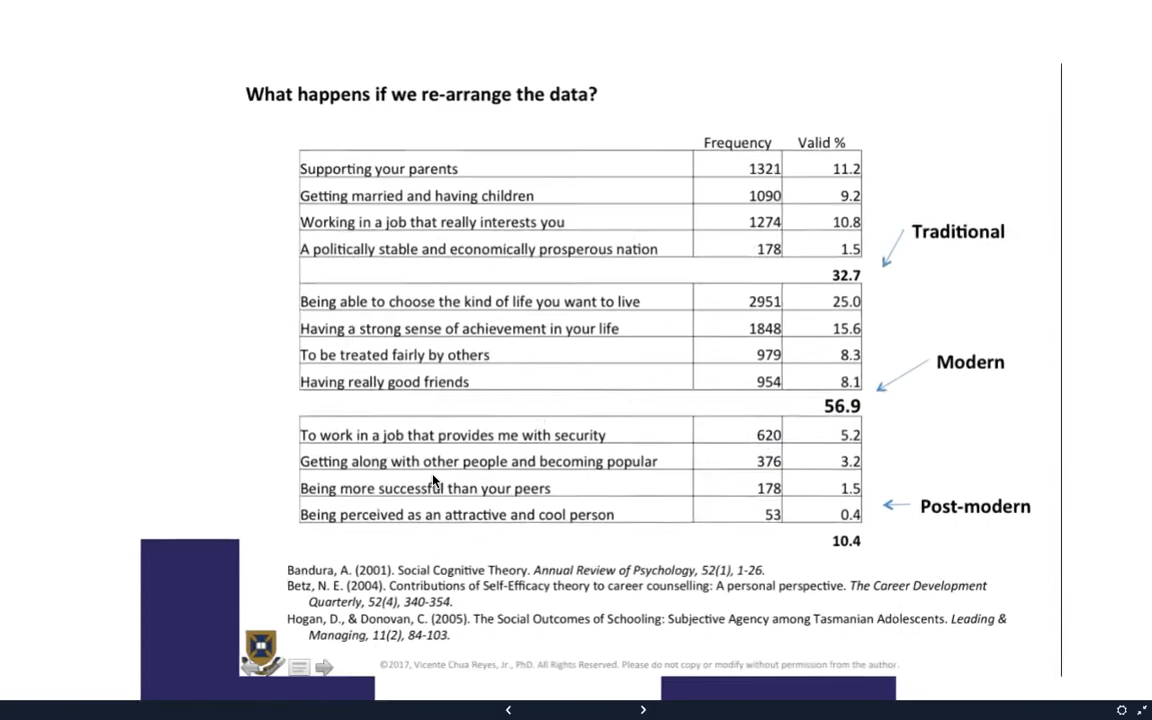 What happens if we re-arrange the data?
Frequency Valid %
Supporting your parents 1321 11.2
Getting married and having children 1090 9.2
Working in a job that really interests you 1274 10.8
A politically stable and economically prosperous nation 178 1.5
Traditional
32.7
Being able to choose the kind of life you want to live 2951 25.0
Having a strong sense of achievement in your life 1848 15.6
To be treated fairly by others 979 8.3
Modern
Having really good friends 954 8.1
56.9
To work in a job that provides me with security 620 5.2
Getting along with other people and becoming popular 376 3.2
Being more successful than your peers 178 1.5
Post-modern
Being perceived as an attractive and cool person 53 0.4
10.4
Bandura, A. (2001). Social Cognitive Theory. Annual Review of Psychology, 52(1), 1-26.
Betz, N. E. (2004). Contributions of Self-Efficacy theory to career counselling: A personal perspective. The Career Development
Quarterly, 52(4), 340-354.
Hogan, D., & Donovan, C. (2005). The Social Outcomes of Schooling: Subjective Agency among Tasmanian Adolescents. Leading &
Managing, 11(2), 84-103.
©2017, Vicente Chua Reyes, Jr., PhD. All Rights Reserved. Please do not copy or modify without permission from the author.